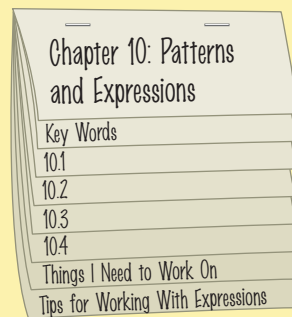 Chapter 10: Patterns
and Expressions
Key Words
10.1
10.2
10.3
10.4
Things I Need to Work On
Tips for Working With Expressions